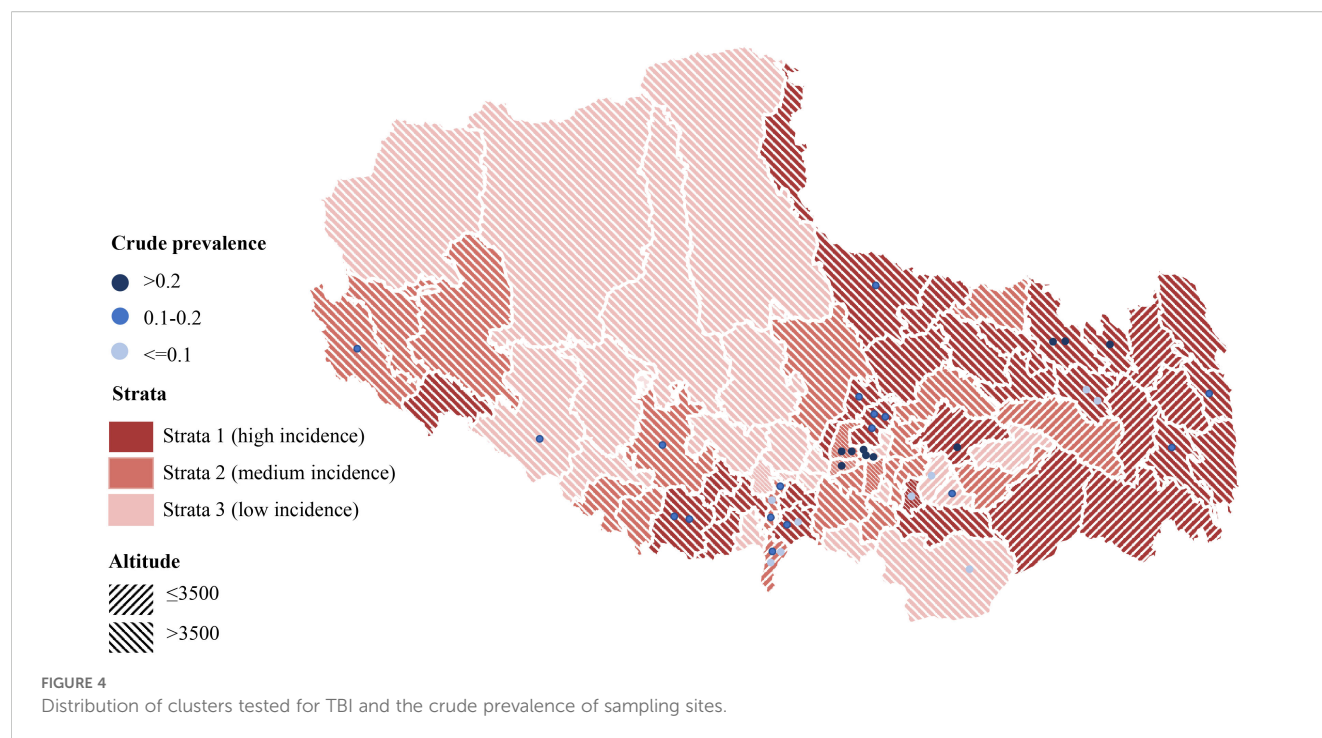 Crude prevalence
>0.2
0.1-0.2
<=0.1
Strata
Strata 1 (high incidence)
Strata 2 (medium incidence)
Strata 3 (low incidence)
Altitude
≤3500
>3500
FIGURE 4
Distribution of clusters tested for TBI and the crude prevalence of sampling sites.